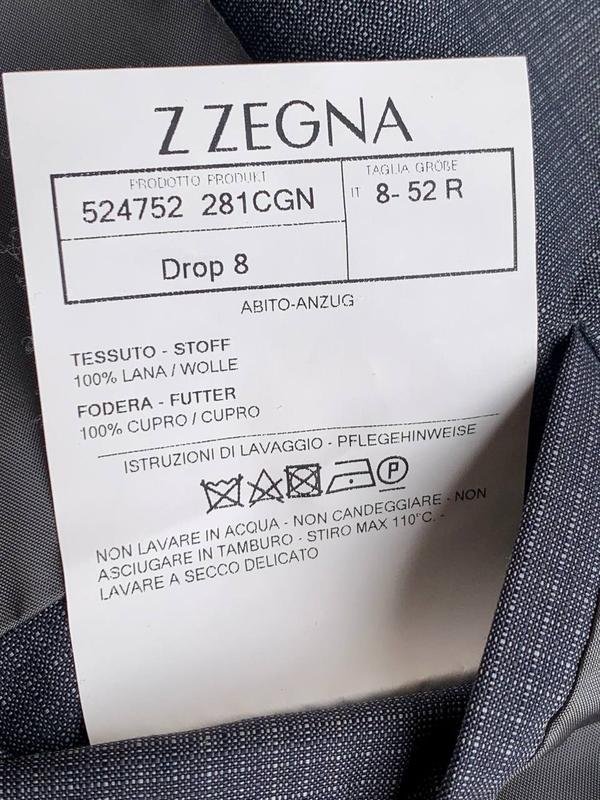 Z ZEGNA
PRODOTTO PRODUKT
524752 281CGN
TAGLIA GRÖßE
IT 8- 52 R
Drop 8
ABITO-ANZUG
TESSUTO - STOFF
100% LANA / WOLLE
FODERA - FUTTER
100% CUPRO / CUPRO
ISTRUZIONI DI LAVAGGIO - PFLEGEHINWEISE
P
NON LAVARE IN ACQUA - NON CANDEGGIARE - NON
ASCIUGARE IN TAMBURO - STIRO MAX 110°C. -
LAVARE A SECCO DELICATO